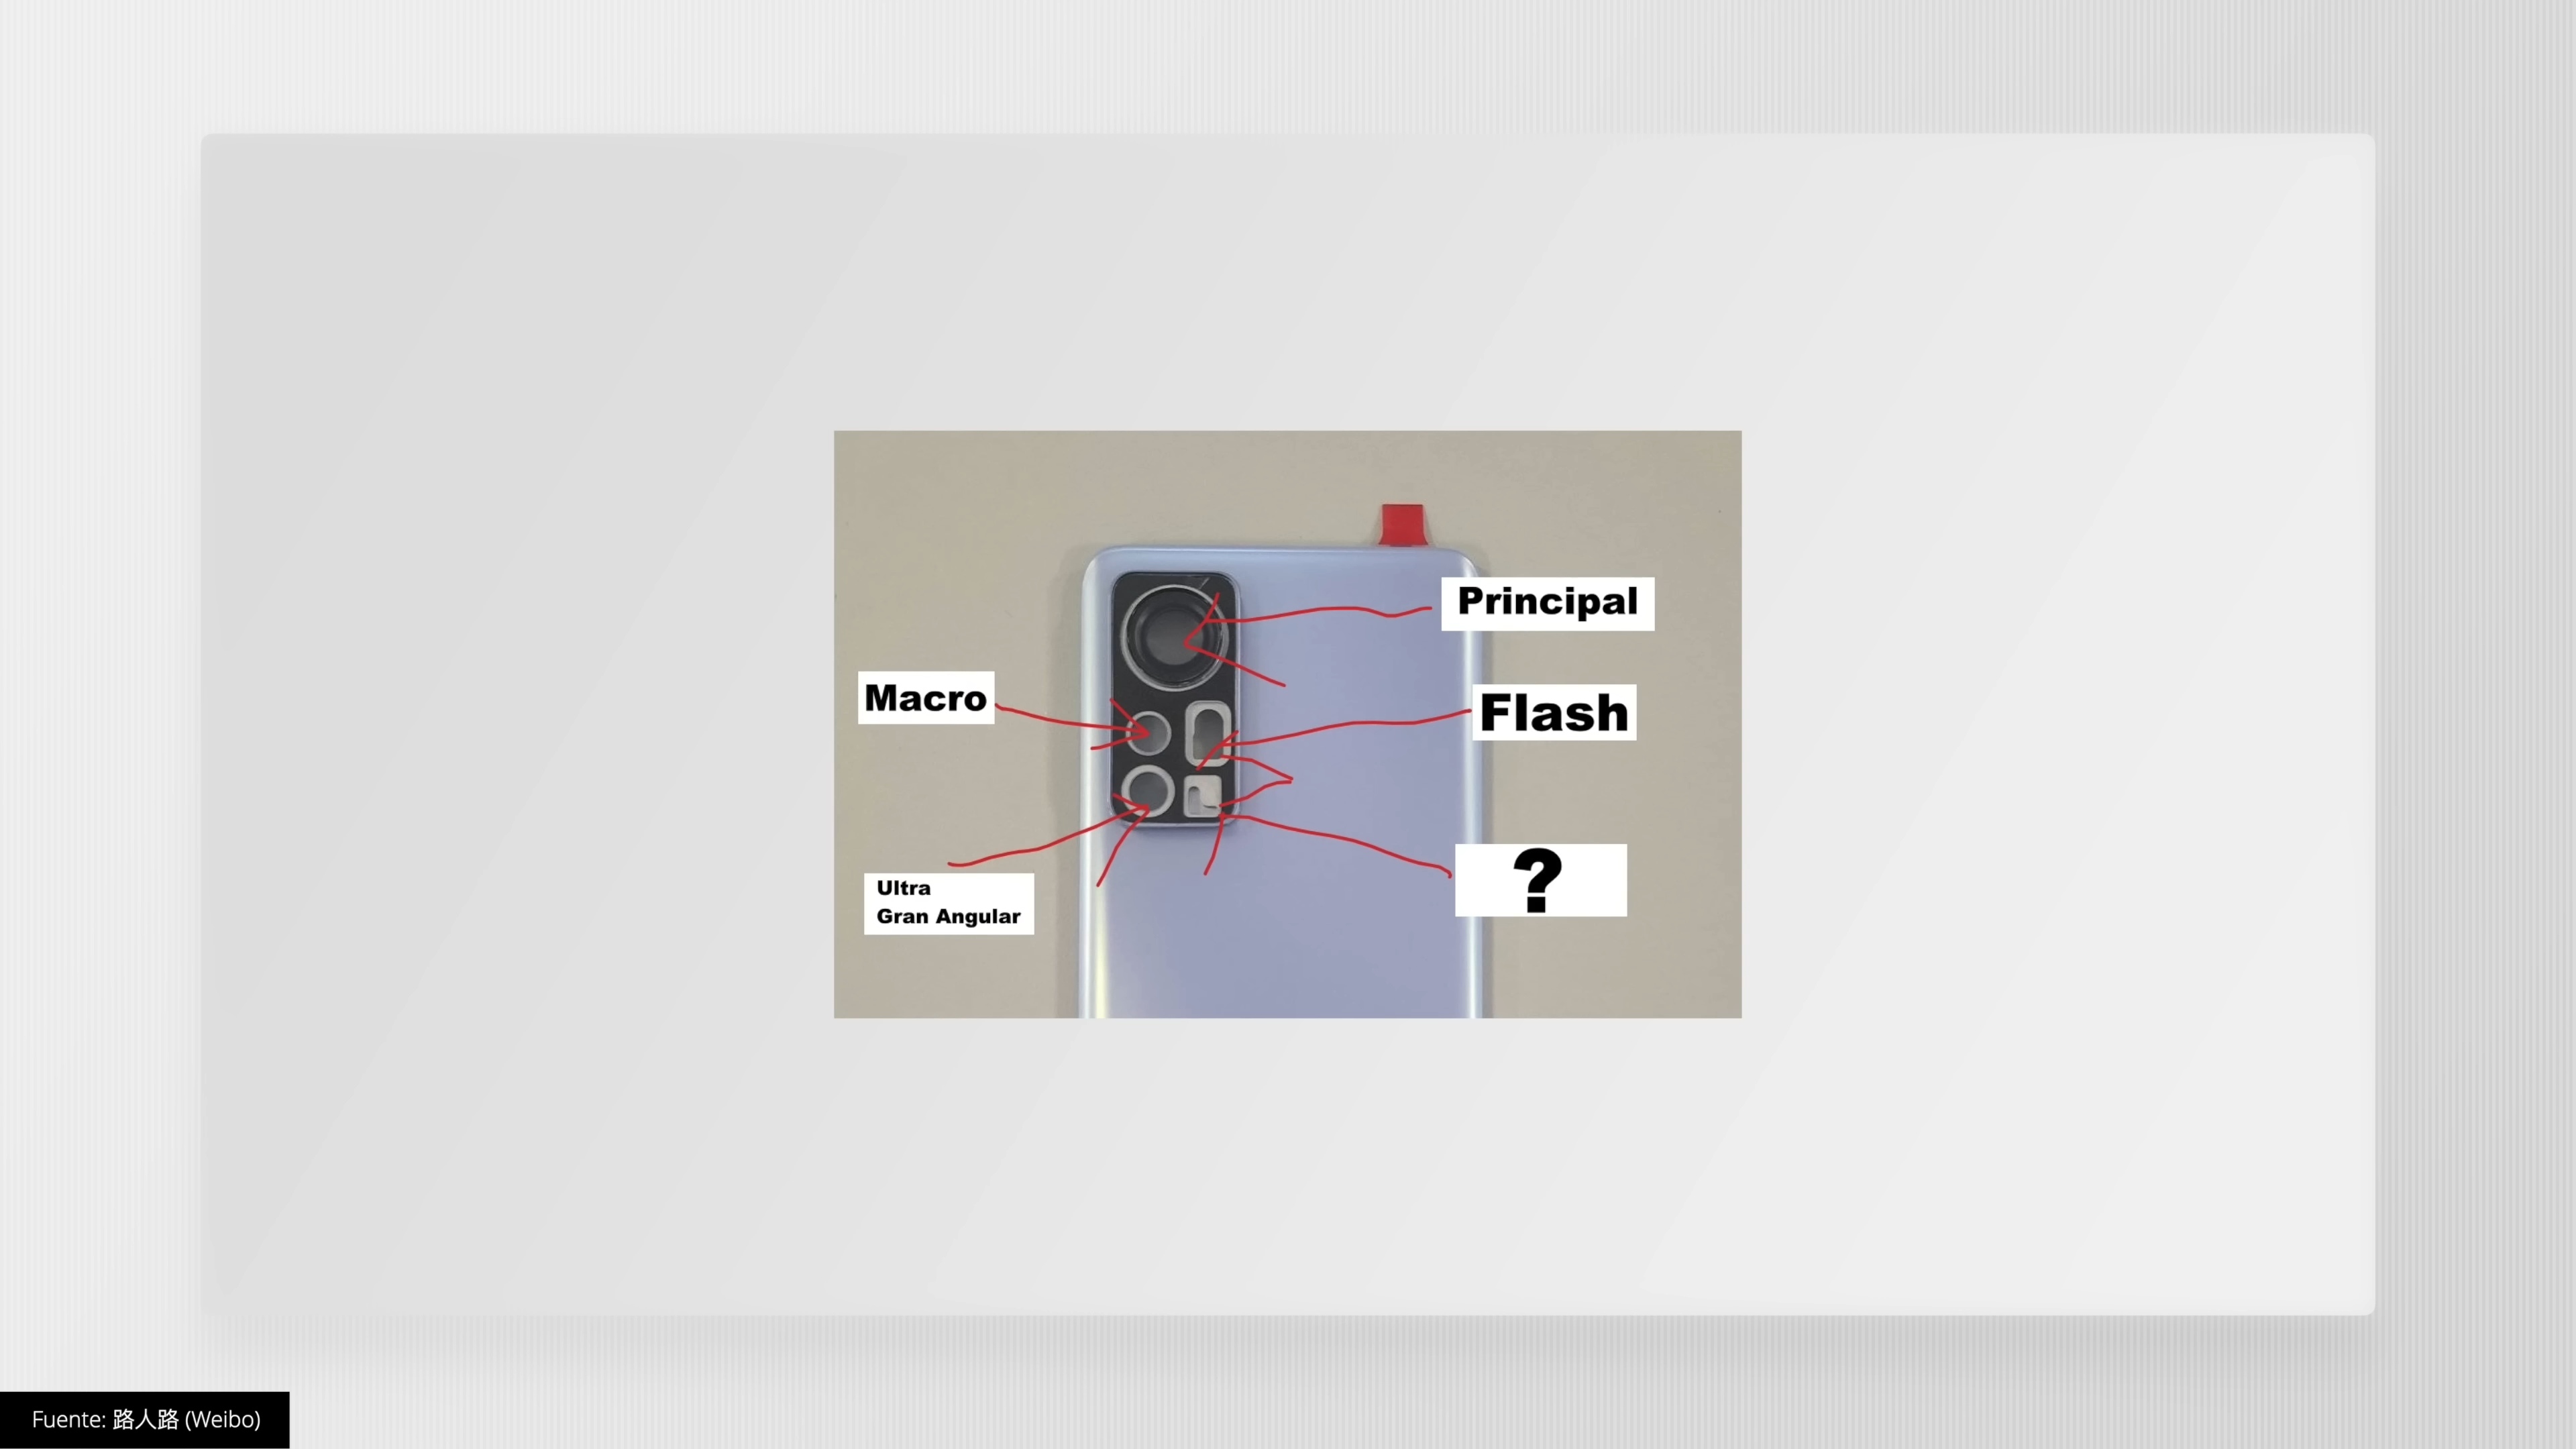 Principal
Macro
Flash
?
Ultra
Gran Angular
Fuente: 路人路 (Weibo)